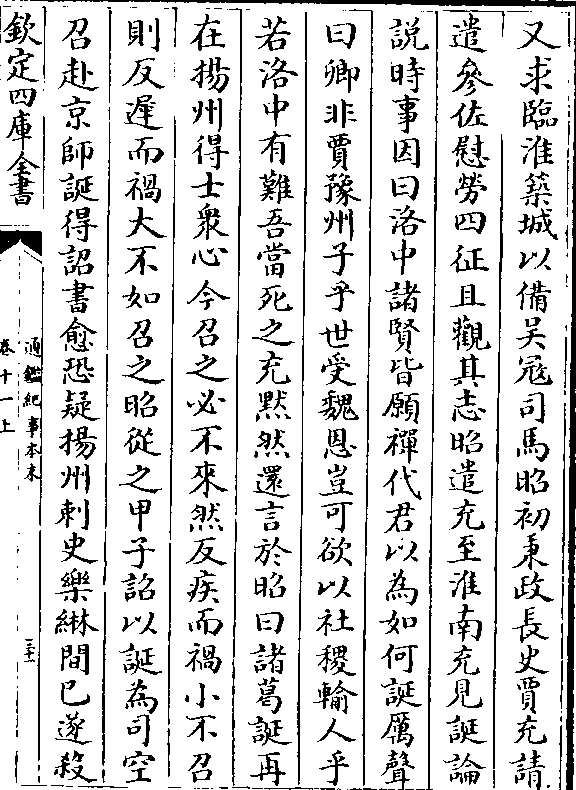 又求臨淮築城以備吴冦司馬昭初秉政長史賈充請
遣參佐慰勞四征且觀其志昭遣充至淮南充見誕論
說時事因曰洛中諸賢皆願禪代君以為如何誕厲聲
曰卿非賈豫州子乎世受魏恩豈可欲以社稷輸人乎
若洛中有難吾當死之充黙然還言於昭曰諸葛誕再
在揚州得士衆心今召之必不來然反疾而禍小不召
則反遲而禍大不如召之昭從之甲子詔以誕為司空
召赴京師誕得詔書愈恐疑揚州刺史樂綝間已遂殺
欽定四庫全書
通鑑紀事本末
卷十一上